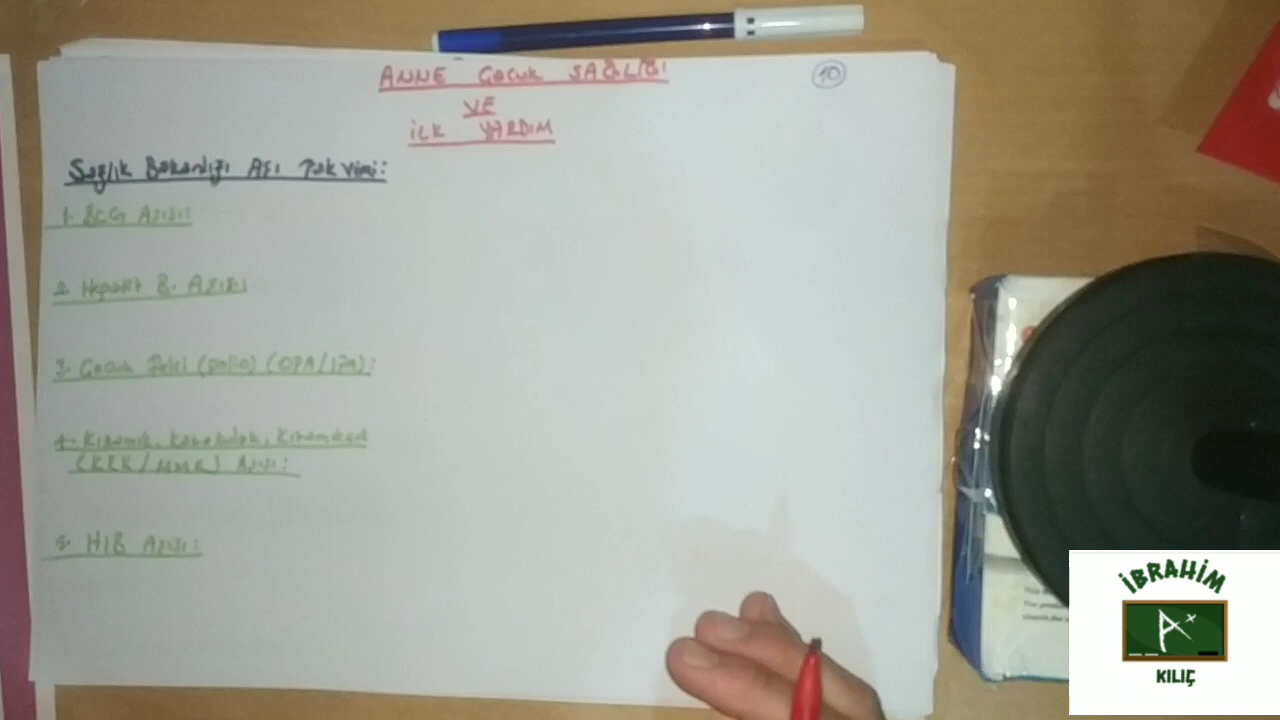 ANNE ÇOCUK SAĞLIĞI
10
VE
İLK YARDIM
Sağlık Bakanlığı Aşı Takvimi:
1- BCG Aşısı:
2- Hepatit B. Aşısı
3- Çocuk Felci (polio) (OPA/IPA):
4- Kızamık, Kabakulak, Kızamıkçık
(KKK/MMR) Aşısı:
5- HIB Aşısı:
İBRAHİM
A+
KILIÇ